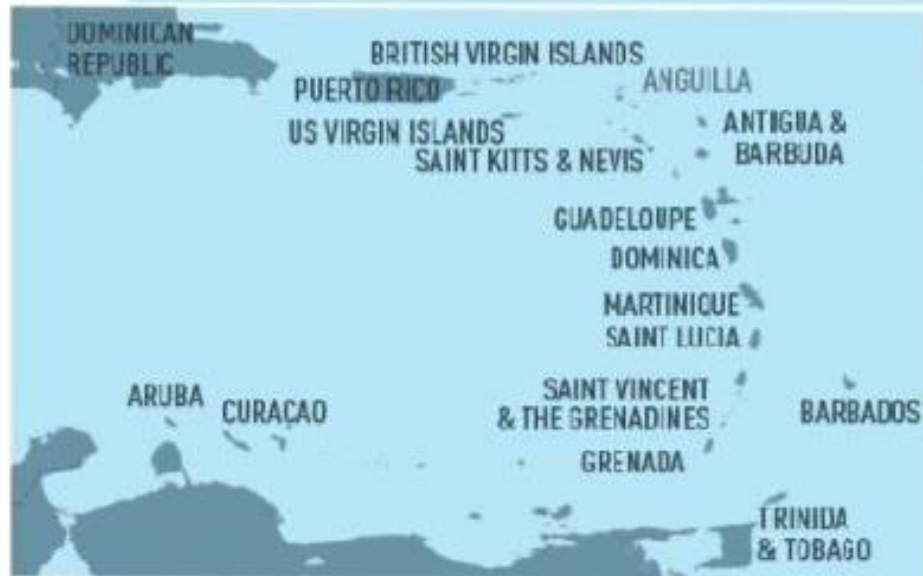 DOMINICAN
REPUBLIC
BRITISH VIRGIN ISLANDS
PUERTO RICO
ANGUILLA
US VIRGIN ISLANDS
ANTIGUA &
BARBUDA
SAINT KITTS & NEVIS
GUADELOUPE
DOMINICA
MARTINIQUE
SAINT LUCIA
ARUBA
CURAÇAO
SAINT VINCENT
& THE GRENADINES
BARBADOS
GRENADA
TRINIDA
& TOBAGO